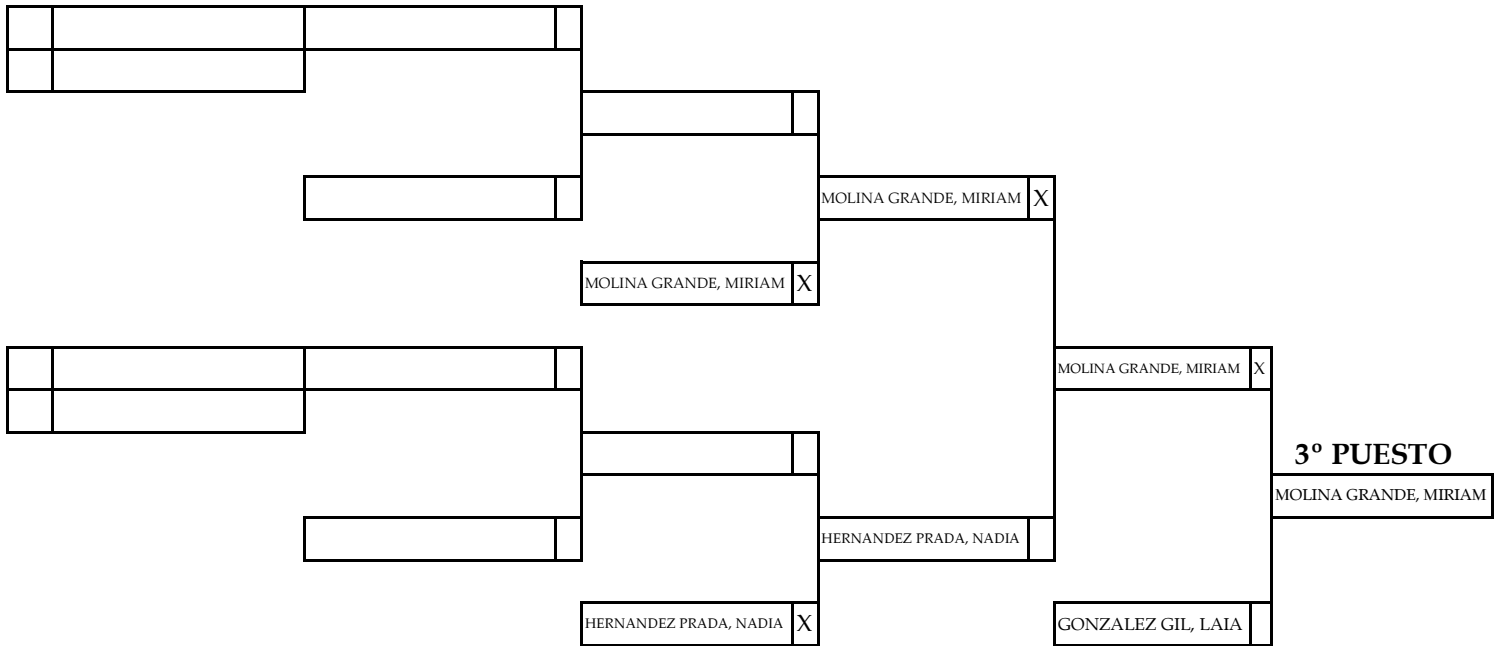 MOLINA GRANDE, MIRIAM X
MOLINA GRANDE, MIRIAM X
MOLINA GRANDE, MIRIAM X
3º PUESTO
MOLINA GRANDE, MIRIAM
HERNANDEZ PRADA, NADIA
HERNANDEZ PRADA, NADIA X
GONZALEZ GIL, LAIA